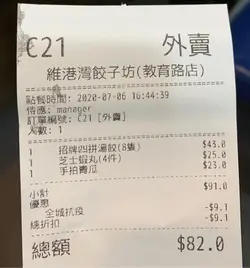 C21 外賣
維港灣餃子坊(教育路店)
點餐時間: 2020-07-06 16:44:39
侍應: manager
訂單編號: C21 [外賣]
人數: 1
1 招牌四拼湯餃(8隻) $43.0
1 芝士蝦丸(4件) $25.0
1 手拍青瓜 $23.0
小計 $91.0
優惠
全城抗疫 -$9.1
總折扣 -$9.1
總額 $82.0